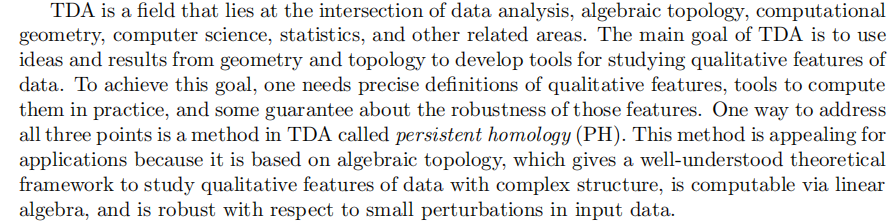 TDA is a field that lies at the intersection of data analysis, algebraic topology, computational
geometry, computer science, statistics, and other related areas. The main goal of TDA is to use
ideas and results from geometry and topology to develop tools for studying qualitative features of
data. To achieve this goal, one needs precise definitions of qualitative features, tools to compute
them in practice, and some guarantee about the robustness of those features. One way to address
all three points is a method in TDA called persistent homology (PH). This method is appealing for
applications because it is based on algebraic topology, which gives a well-understood theoretical
framework to study qualitative features of data with complex structure, is computable via linear
algebra, and is robust with respect to small perturbations in input data.